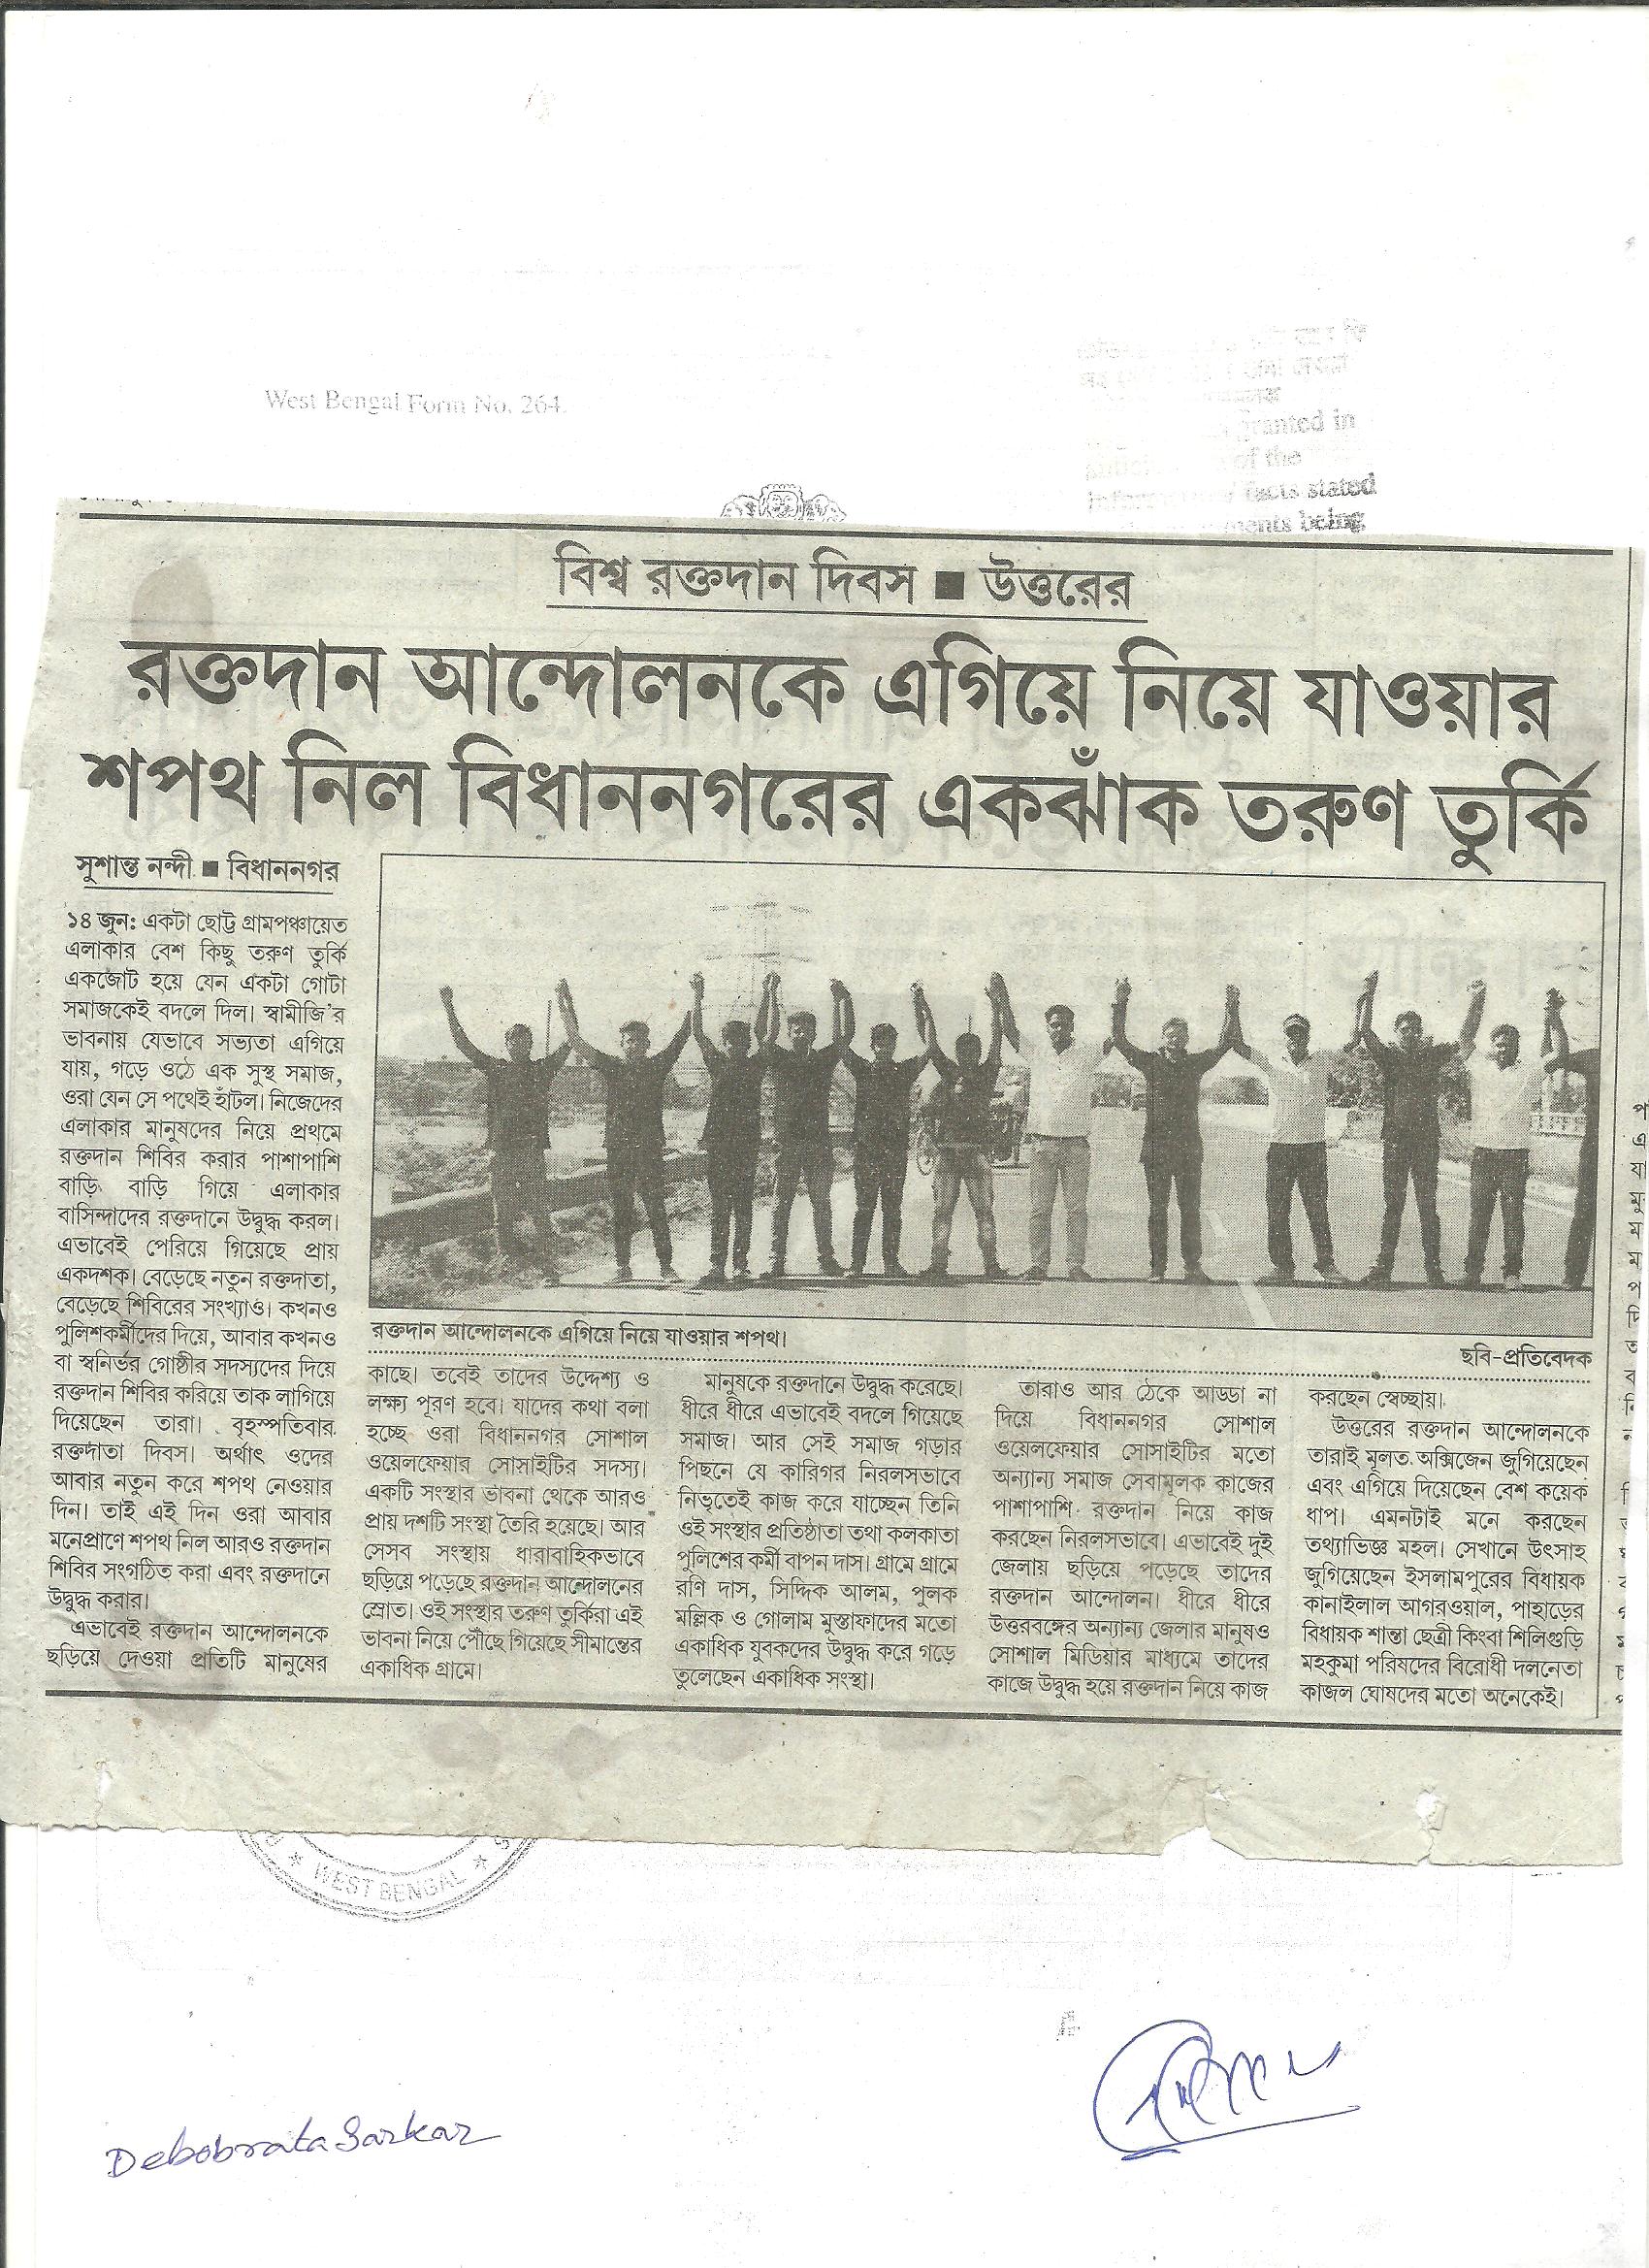 West Bengal Form No. 264.
granted in
of the
facts stated
being
বিশ্ব রক্তদান দিবস ■ উত্তরের
রক্তদান আন্দোলনকে এগিয়ে নিয়ে যাওয়ার
শপথ নিল বিধাননগরের একঝাঁক তরুণ তুর্কি
সুশান্ত নন্দী ■ বিধাননগর
১৪ জুন: একটা ছোট্ট গ্রামপঞ্চায়েত
এলাকার বেশ কিছু তরুণ তুর্কি
একজোট হয়ে যেন একটা গোটা
সমাজকেই বদলে দিল। স্বামীজি'র
ভাবনায় যেভাবে সভ্যতা এগিয়ে
যায়, গড়ে ওঠে এক সুস্থ সমাজ,
ওরা যেন সে পথেই হাঁটল। নিজেদের
এলাকার মানুষদের নিয়ে প্রথমে
রক্তদান শিবির করার পাশাপাশি
বাড়ি বাড়ি গিয়ে এলাকার
বাসিন্দাদের রক্তদানে উদ্বুদ্ধ করল।
এভাবেই পেরিয়ে গিয়েছে প্রায়
একদশক। বেড়েছে নতুন রক্তদাতা,
বেড়েছে শিবিরের সংখ্যাও। কখনও
পুলিশকর্মীদের দিয়ে, আবার কখনও
বা স্বনির্ভর গোষ্ঠীর সদস্যদের দিয়ে
রক্তদান শিবির করিয়ে তাক লাগিয়ে
দিয়েছেন তারা। বৃহস্পতিবার
রক্তদাতা দিবস। অর্থাৎ ওদের
আবার নতুন করে শপথ নেওয়ার
দিন। তাই এই দিন ওরা আবার
মনেপ্রাণে শপথ নিল আরও রক্তদান
শিবির সংগঠিত করা এবং রক্তদানে
উদ্বুদ্ধ করার।
এভাবেই রক্তদান আন্দোলনকে
ছড়িয়ে দেওয়া প্রতিটি মানুষের
রক্তদান আন্দোলনকে এগিয়ে নিয়ে যাওয়ার শপথ।
ছবি-প্রতিবেদক
কাছে। তবেই তাদের উদ্দেশ্য ও
লক্ষ্য পূরণ হবে। যাদের কথা বলা
হচ্ছে ওরা বিধাননগর সোশাল
ওয়েলফেয়ার সোসাইটির সদস্য।
একটি সংস্থার ভাবনা থেকে আরও
প্রায় দশটি সংস্থা তৈরি হয়েছে। আর
সেসব সংস্থায় ধারাবাহিকভাবে
ছড়িয়ে পড়েছে রক্তদান আন্দোলনের
স্রোত। ওই সংস্থার তরুণ তুর্কিরা এই
ভাবনা নিয়ে পৌঁছে গিয়েছে সীমান্তের
একাধিক গ্রামে।
মানুষকে রক্তদানে উদ্বুদ্ধ করেছে।
ধীরে ধীরে এভাবেই বদলে গিয়েছে
সমাজ। আর সেই সমাজ গড়ার
পিছনে যে কারিগর নিরলসভাবে
নিভৃতেই কাজ করে যাচ্ছেন তিনি
ওই সংস্থার প্রতিষ্ঠাতা তথা কলকাতা
পুলিশের কর্মী বাপন দাস। গ্রামে গ্রামে
রণি দাস, সিদ্দিক আলম, পুলক
মল্লিক ও গোলাম মুস্তাফাদের মতো
একাধিক যুবকদের উদ্বুদ্ধ করে গড়ে
তুলেছেন একাধিক সংস্থা।
তারাও আর ঠেকে আড্ডা না
দিয়ে বিধাননগর সোশাল
ওয়েলফেয়ার সোসাইটির মতো
অন্যান্য সমাজ সেবামূলক কাজের
পাশাপাশি রক্তদান নিয়ে কাজ
করছেন নিরলসভাবে। এভাবেই দুই
জেলায় ছড়িয়ে পড়েছে তাদের
রক্তদান আন্দোলন। ধীরে ধীরে
উত্তরবঙ্গের অন্যান্য জেলার মানুষও
সোশাল মিডিয়ার মাধ্যমে তাদের
কাজে উদ্বুদ্ধ হয়ে রক্তদান নিয়ে কাজ
করছেন স্বেচ্ছায়।
উত্তরের রক্তদান আন্দোলনকে
তারাই মূলত অক্সিজেন জুগিয়েছেন
এবং এগিয়ে দিয়েছেন বেশ কয়েক
ধাপ। এমনটাই মনে করছেন
তথ্যাভিজ্ঞ মহল। সেখানে উৎসাহ
জুগিয়েছেন ইসলামপুরের বিধায়ক
কানাইলাল আগরওয়াল, পাহাড়ের
বিধায়ক শান্তা ছেত্রী কিংবা শিলিগুড়ি
মহকুমা পরিষদের বিরোধী দলনেতা
কাজল ঘোষদের মতো অনেকেই।
WEST BENGAL
Debobrata Sarkar